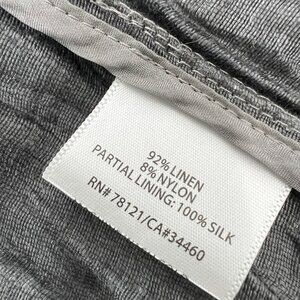 92% LINEN
8% NYLON
PARTIAL LINING: 100% SILK
RN# 78121/CA#34460